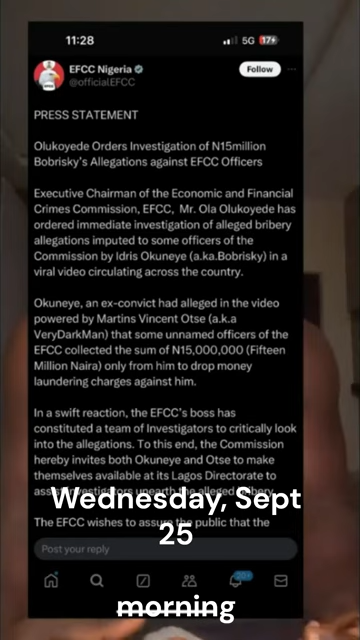 11:28
5G 17
EFCC Nigeria
Follow
@officialEFCC
PRESS STATEMENT
Olukoyede Orders Investigation of N15million
Bobrisky's Allegations against EFCC Officers
Executive Chairman of the Economic and Financial
Crimes Commission, EFCC, Mr. Ola Olukoyede has
ordered immediate investigation of alleged bribery
allegations imputed to some officers of the
Commission by Idris Okuneye (a.ka.Bobrisky) in a
viral video circulating across the country.
Okuneye, an ex-convict had alleged in the video
powered by Martins Vincent Otse (a.k.a
VeryDarkMan) that some unnamed officers of the
EFCC collected the sum of N15,000,000 (Fifteen
Million Naira) only from him to drop money
laundering charges against him.
In a swift reaction, the EFCC's boss has
constituted a team of Investigators to critically look
into the allegations. To this end, the Commission
hereby invites both Okuneye and Otse to make
themselves available at its Lagos Directorate to
assist investigators unearth the alleged bribery.
Wednesday, Sept
25
The EFCC wishes to assure the public that the
Post your reply
20+
morning